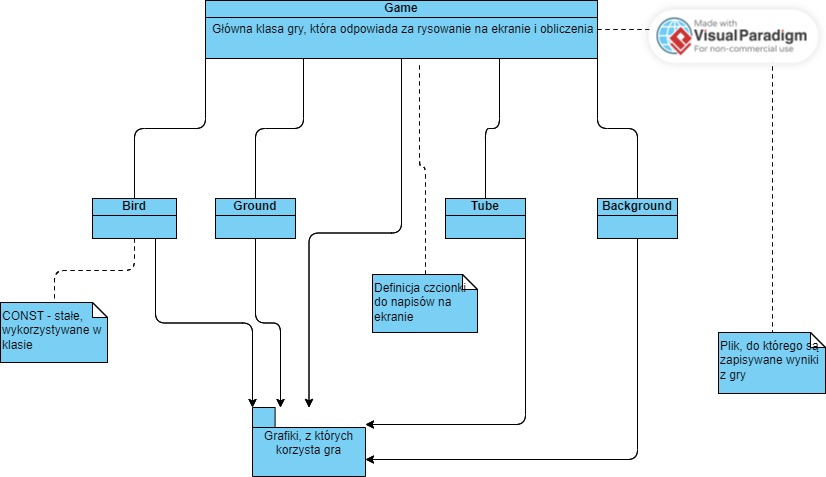 Game
Główna klasa gry, która odpowiada za rysowanie na ekranie i obliczenia
Made with
VisualParadigm
For non-commercial use
Bird
Ground
Tube
Background
CONST - stałe,
wykorzystywane w
klasie
Definicja czcionki
do napisów na
ekranie
Plik, do którego są
zapisywane wyniki
z gry
Grafiki, z których
korzysta gra